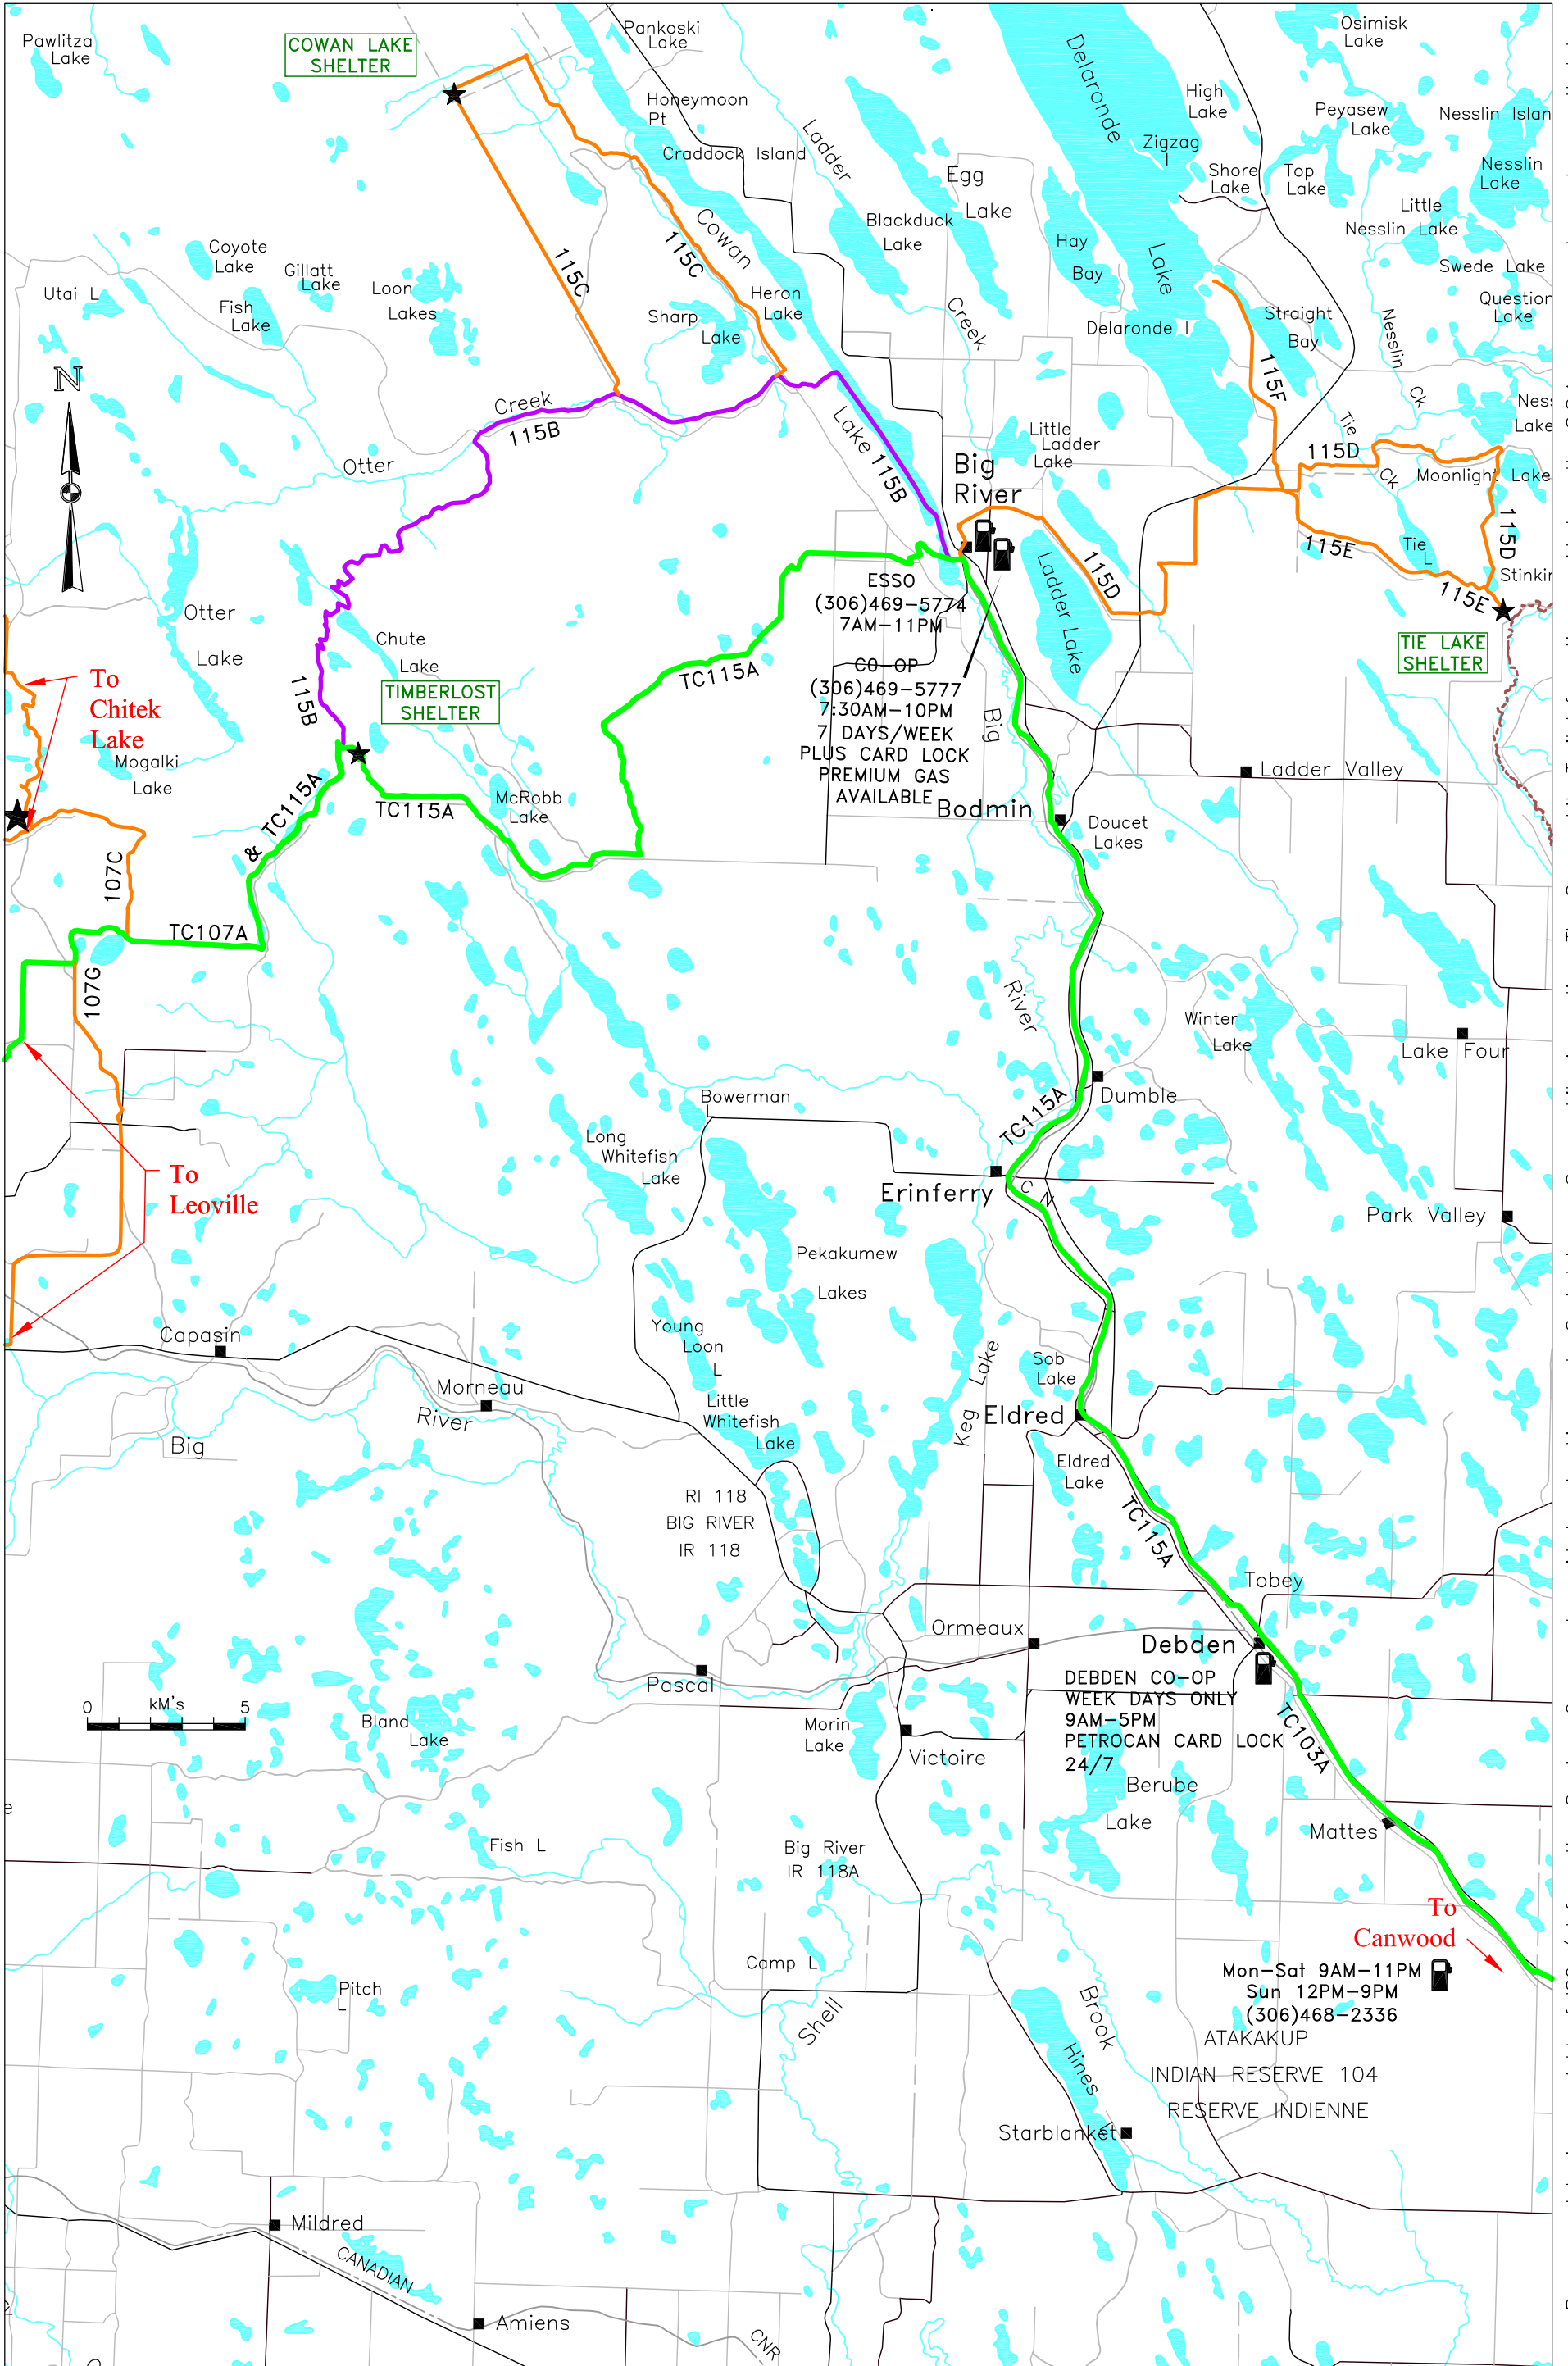 Pawlitza
Lake
COWAN LAKE
SHELTER
Pankoski
Lake
Honeymoon
Pt
Craddock Island
Ladder
Delaronde
High
Lake
Zigzag
I
Shore
Lake
Top
Lake
Osimisk
Lake
Peyasew
Lake
Nesslin Islan
Nesslin
Lake
Little
Nesslin Lake
Swede Lake
Question
Lake
Egg
Lake
Blackduck
Lake
Hay
Bay
Lake
Cowan
115C
115C
Coyote
Lake
Gillatt
Lake
Utai L
Fish
Lake
Loon
Lakes
Sharp
Lake
Heron
Lake
Creek
Delaronde I
Straight
Bay
115F
Nesslin
Ck
Ness
Lake
N
Creek
115B
Otter
Lake
115B
Little
Ladder
Lake
Big
River
Tie
Ck
115D
Moonlight Lake
115D
115E
Tie
L
Stinkin
115E
TIE LAKE
SHELTER
115D
Ladder Lake
ESSO
(306)469-5774
7AM-11PM
CO-OP
(306)469-5777
7:30AM-10PM
7 DAYS/WEEK
PLUS CARD LOCK
PREMIUM GAS
AVAILABLE
Otter
Lake
Chute
Lake
TIMBERLOST
SHELTER
115B
TC115A
To
Chitek
Lake
Mogalki
Lake
& TC115A
TC115A
McRobb
Lake
Big
Bodmin
Doucet
Lakes
Ladder Valley
107C
TC107A
107G
River
Winter
Lake
Lake Four
Dumble
TC115A
Bowerman
L
Long
Whitefish
Lake
Erinferry
C N
Park Valley
To
Leoville
Pekakumew
Lakes
Young
Loon
L
Capasin
Morneau
River
Big
Little
Whitefish
Lake
Keg Lake
Sob
Lake
Eldred
Eldred
Lake
RI 118
BIG RIVER
IR 118
TC115A
Tobey
Ormeaux
Debden
Pascal
DEBDEN CO-OP
WEEK DAYS ONLY
9AM-5PM
PETROCAN CARD LOCK
24/7
TC103A
0 kM's 5
Bland
Lake
Morin
Lake
Victoire
Berube
Lake
Mattes
e
Fish L
Big River
IR 118A
To
Canwood
Camp L
Mon-Sat 9AM-11PM
Sun 12PM-9PM
(306)468-2336
Pitch
L
Shell
Brook
Hines
ATAKAKUP
INDIAN RESERVE 104
RESERVE INDIENNE
Starblanket
Mildred
CANADIAN
Amiens
CNR